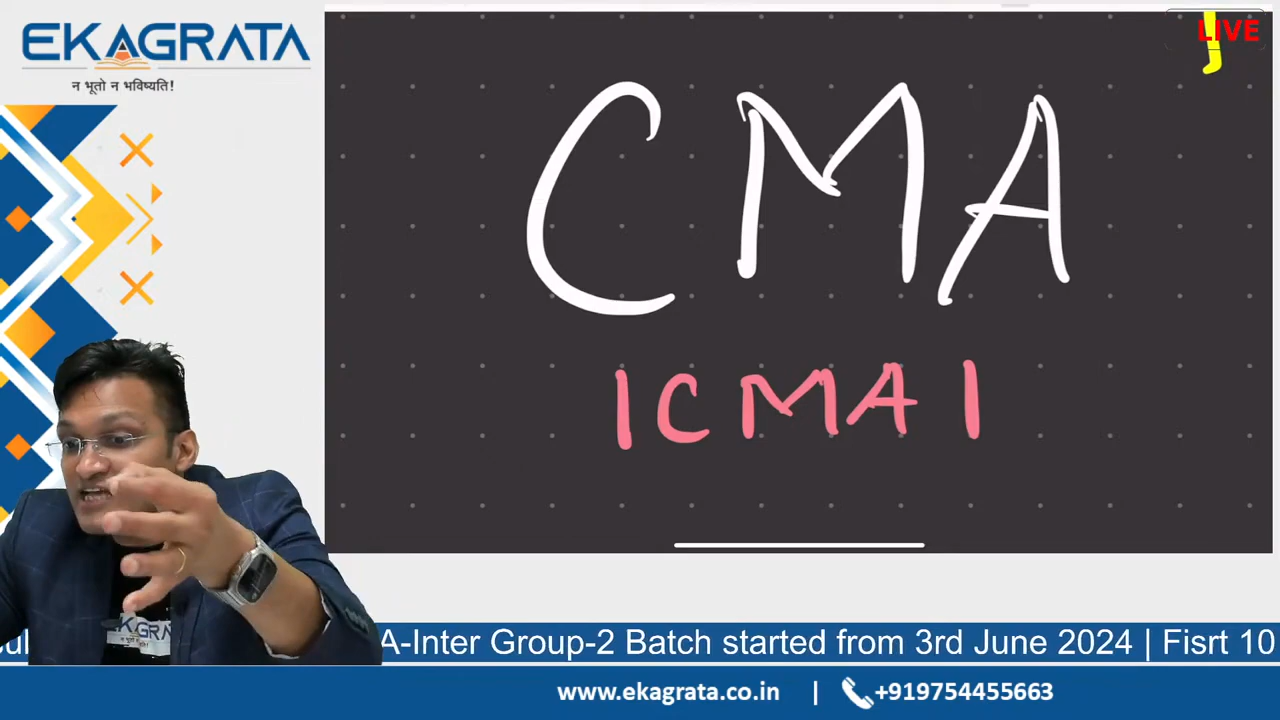 EKAGRATA
न भूतो न भविष्यति!
LIVE
CMA
ICMAI
EKAGRATA
A-Inter Group-2 Batch started from 3rd June 2024 | Fisrt 10
www.ekagrata.co.in | +919754455663